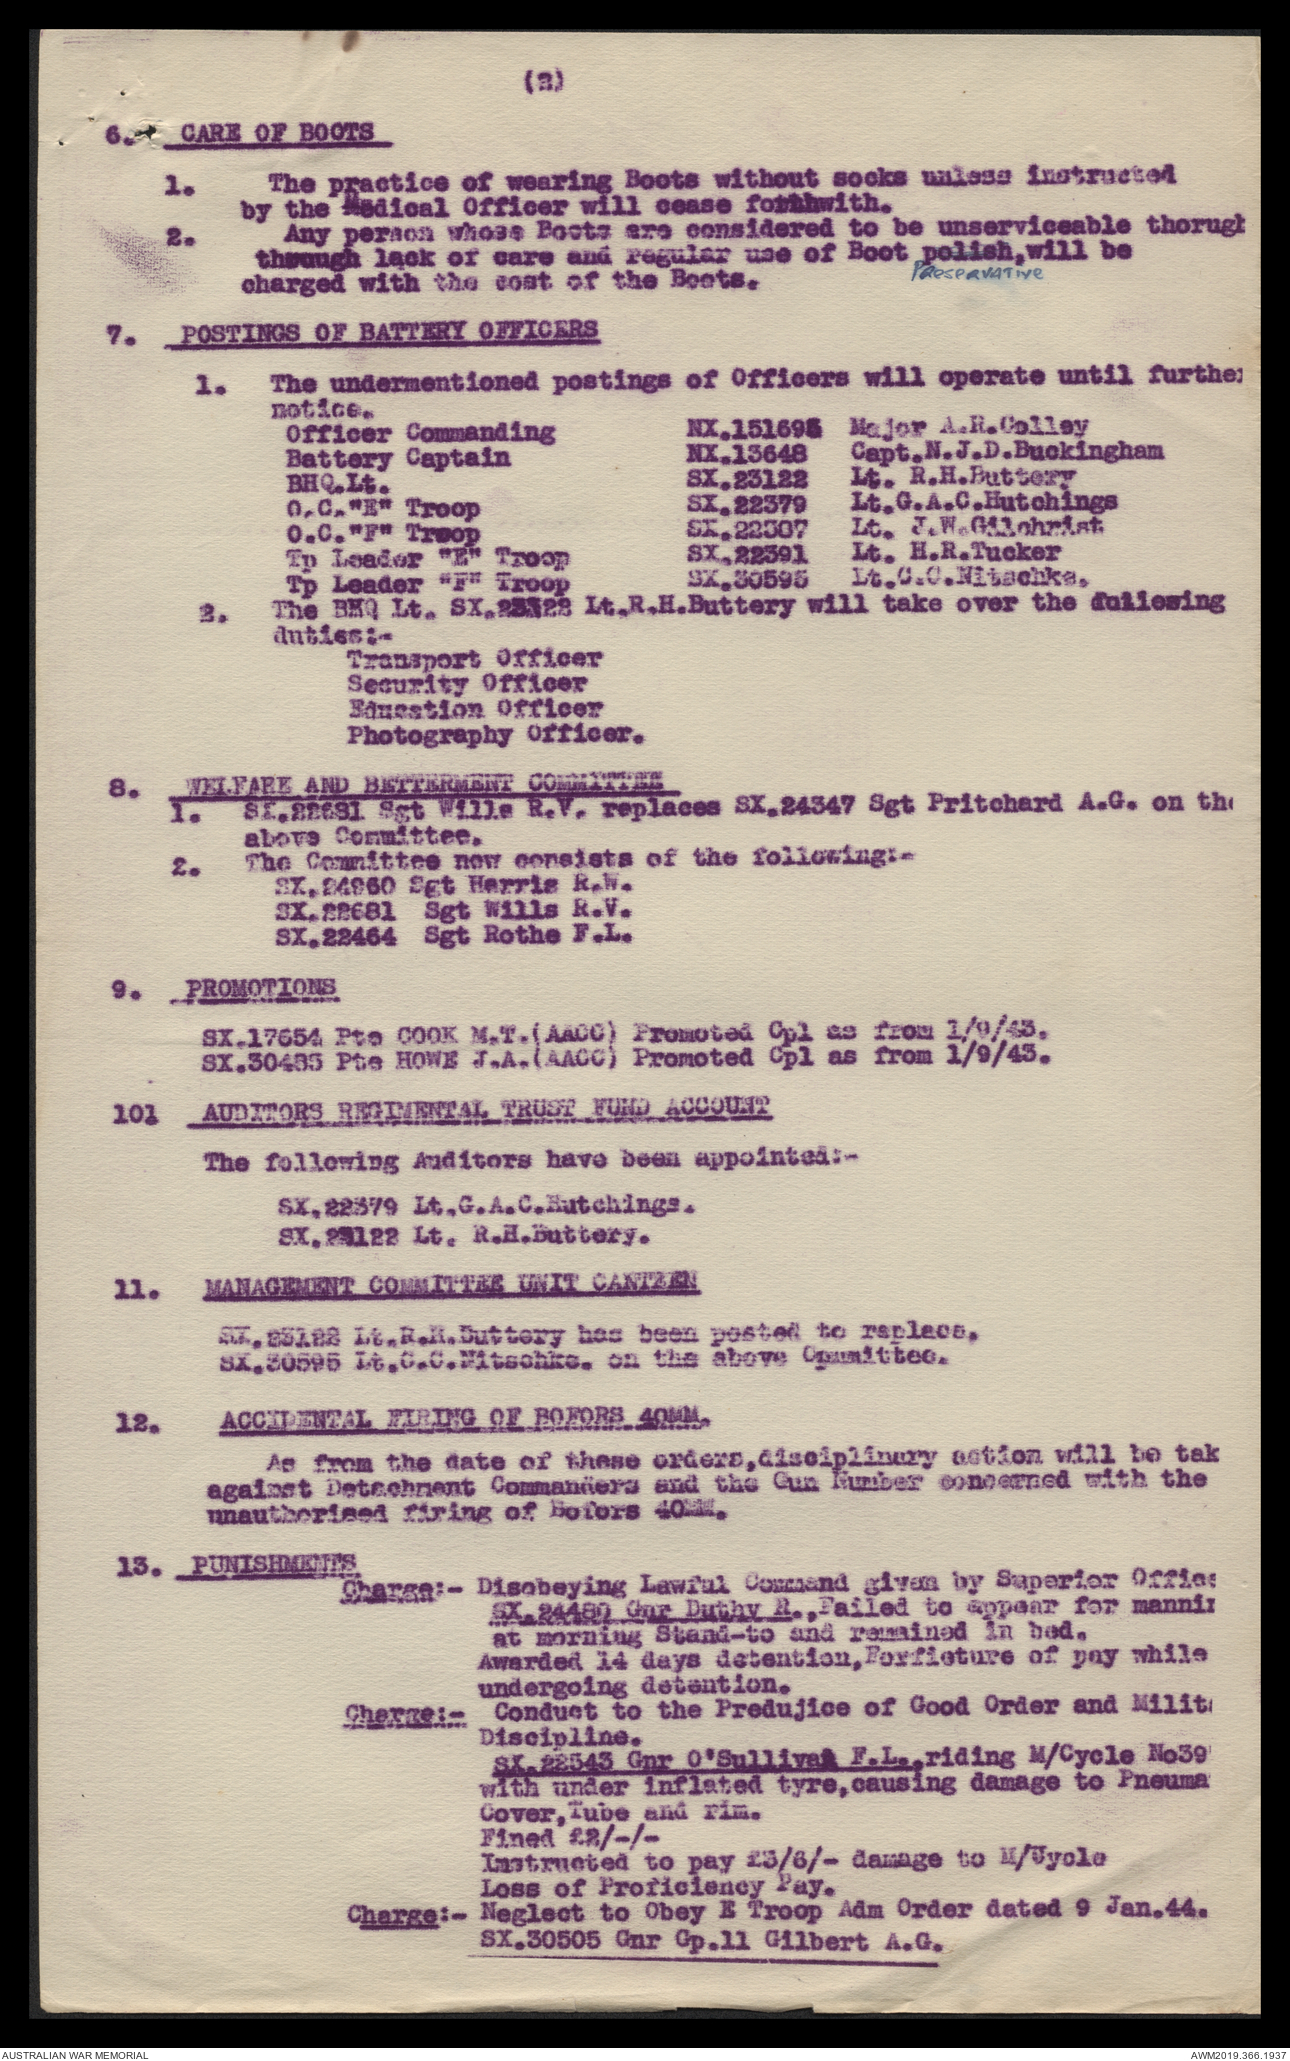 (2)
6. CARE OF BOOTS
1. The practice of wearing Boots without socks unless instructed
by the Medical Officer will cease forthwith.
2. Any person whose Boots are considered to be unserviceable thorugh
through lack of care and regular use of Boot polish,will be
Preservative
charged with the cost of the Boots.
7. POSTINGS OF BATTERY OFFICERS
1. The undermentioned postings of Officers will operate until further
notice.
Officer Commanding NX.151698 Major A.R.Colley
Battery Captain NX.13648 Capt.N.J.D.Buckingham
BHQ.Lt. SX.23122 Lt. R.H.Buttery
O.C."E" Troop SX.22379 Lt.G.A.C.Hutchings
O.C."F" Troop SX.22307 Lt. J.W.Gilchrist
Tp Leader "E" Troop SX.22391 Lt. H.R.Tucker
Tp Leader "F" Troop SX.30595 Lt.C.C.Nitschke.
2. The BHQ Lt. SX.23122 Lt.R.H.Buttery will take over the following
duties:-
Transport Officer
Security Officer
Education Officer
Photography Officer.
8. WELFARE AND BETTERMENT COMMITTEE
1. SX.22681 Sgt Wills R.V. replaces SX.24347 Sgt Pritchard A.G. on the
above Committee.
2. The Committee now consists of the following:-
SX.24960 Sgt Harris R.W.
SX.22681 Sgt Wills R.V.
SX.22464 Sgt Rothe F.L.
9. PROMOTIONS
SX.17654 Pte COOK M.T.(AACC) Promoted Cpl as from 1/9/43.
SX.30485 Pte HOWE J.A.(AACC) Promoted Cpl as from 1/9/43.
101 AUDITORS REGIMENTAL TRUST FUND ACCOUNT
The following Auditors have been appointed:-
SX.22379 Lt.G.A.C.Hutchings.
SX.23122 Lt. R.H.Buttery.
11. MANAGEMENT COMMITTEE UNIT CANTEEN
SX.23122 Lt.R.H.Buttery has been posted to replace,
SX.30595 Lt.C.C.Nitschke. on the above Cpmmittee.
12. ACCIDENTAL FIRING OF BOFORS 40MM.
As from the date of these orders,disciplinary action will be tak
against Detachment Commanders and the Gun Number concerned with the
unauthorised firing of Bofors 40MM.
13. PUNISHMENTS
Charge:- Disobeying Lawful Command given by Superior Offic
SX.24480 Gnr Duthy R.,Failed to appear for mannin
at morning Stand-to and remained in bed.
Awarded 14 days detention,Forfieture of pay while
undergoing detention.
Charge:- Conduct to the Predujice of Good Order and Milit
Discipline.
SX.22343 Gnr O'Sullivan F.L.,riding M/Cycle No39
with under inflated tyre,causing damage to Pneuma
Cover,Tube and rim.
Fined £2/-/-
Instructed to pay £3/6/- damage to M/Cycle
Loss of Proficiency Pay.
Charge:- Neglect to Obey E Troop Adm Order dated 9 Jan.44.
SX.30505 Gnr Gp.11 Gilbert A.G.
AUSTRALIAN WAR MEMORIAL AWM2019.366.1937